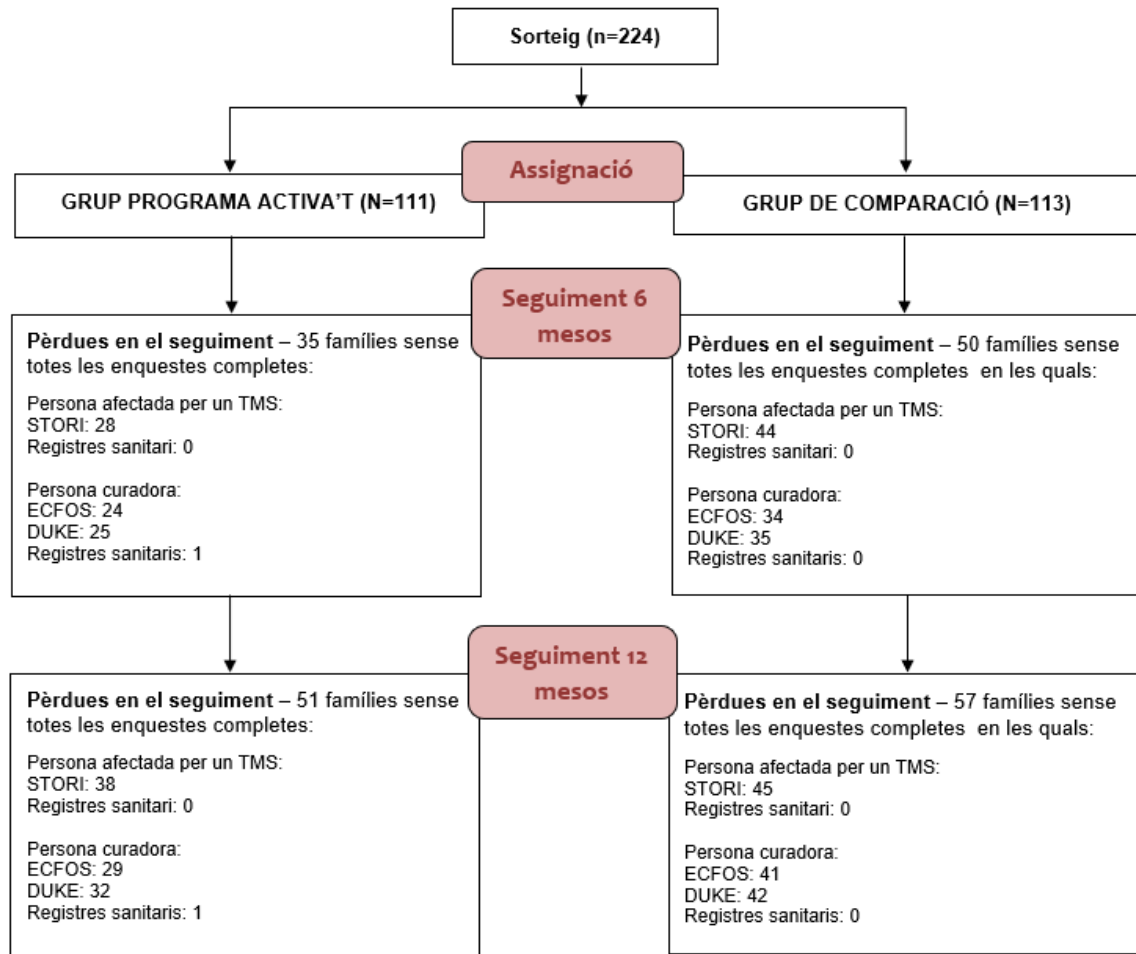 Sorteig (n=224)
Assignació
GRUP PROGRAMA ACTIVA’T (N=111)
GRUP DE COMPARACIÓ (N=113)
Seguiment 6
mesos
Pèrdues en el seguiment – 35 famílies sense
totes les enquestes completes:
Persona afectada per un TMS:
STORI: 28
Registres sanitari: 0
Persona curadora:
ECFOS: 24
DUKE: 25
Registres sanitaris: 1
Pèrdues en el seguiment – 50 famílies sense
totes les enquestes completes  en les quals:
Persona afectada per un TMS:
STORI: 44
Registres sanitari: 0
Persona curadora:
ECFOS: 34
DUKE: 35
Registres sanitaris: 0
Seguiment 12
mesos
Pèrdues en el seguiment – 51 famílies sense
totes les enquestes completes:
Persona afectada per un TMS:
STORI: 38
Registres sanitari: 0
Persona curadora:
ECFOS: 29
DUKE: 32
Registres sanitaris: 1
Pèrdues en el seguiment – 57 famílies sense
totes les enquestes completes  en les quals:
Persona afectada per un TMS:
STORI: 45
Registres sanitari: 0
Persona curadora:
ECFOS: 41
DUKE: 42
Registres sanitaris: 0